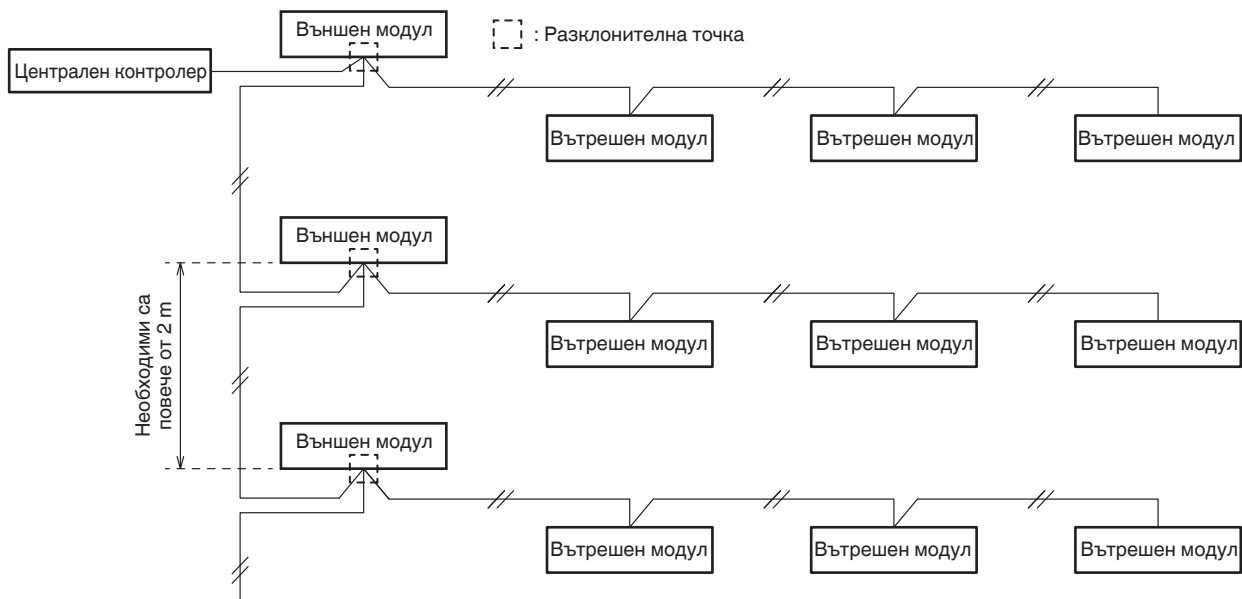 Външен модул
: Разклонителна точка
Централен контролер
Вътрешен модул
Вътрешен модул
Вътрешен модул
Външен модул
Необходими са
повече от 2 m
Вътрешен модул
Вътрешен модул
Вътрешен модул
Външен модул
Вътрешен модул
Вътрешен модул
Вътрешен модул